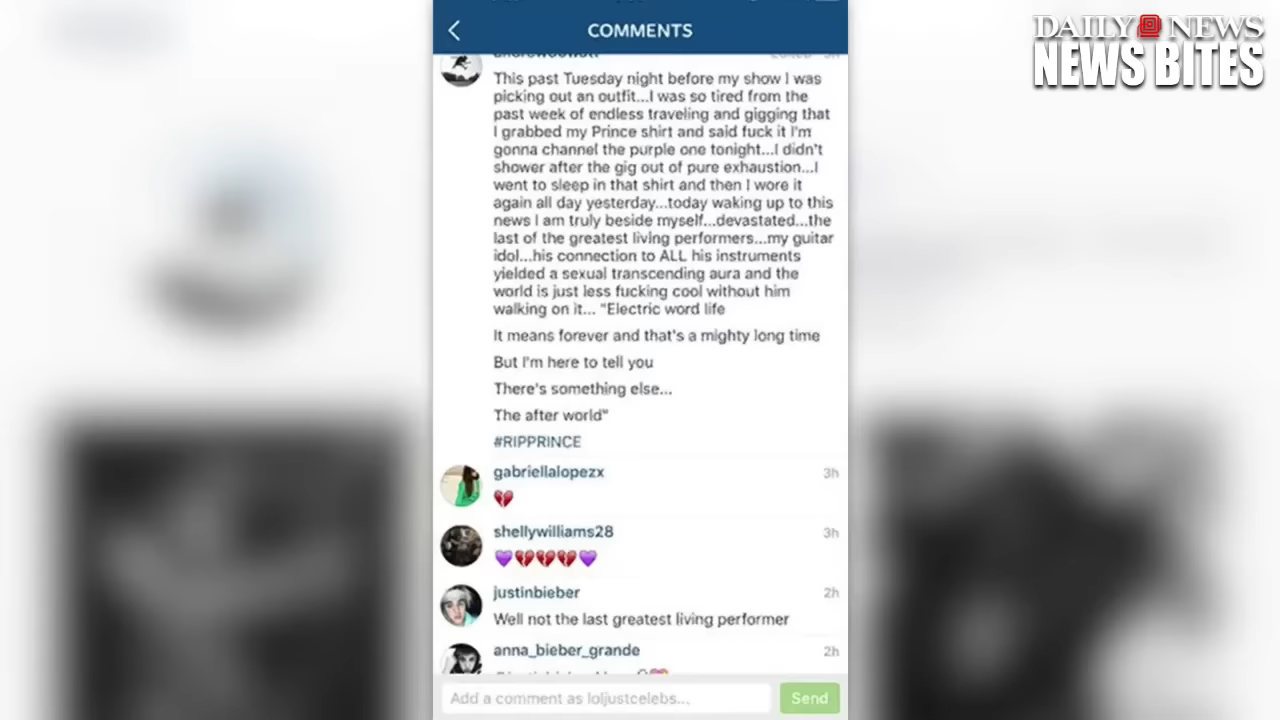 DAILY NEWS
NEWS BITES
COMMENTS
This past Tuesday night before my show I was
picking out an outfit...I was so tired from the
past week of endless traveling and gigging that
I grabbed my Prince shirt and said fuck it I'm
gonna channel the purple one tonight...I didn't
shower after the gig out of pure exhaustion...I
went to sleep in that shirt and then I wore it
again all day yesterday...today waking up to this
news I am truly beside myself...devastated...the
last of the greatest living performers...my guitar
idol...his connection to ALL his instruments
yielded a sexual transcending aura and the
world is just less fucking cool without him
walking on it... "Electric word life
It means forever and that's a mighty long time
But I'm here to tell you
There's something else...
The after world"
#RIPPRINCE
gabriellalopezx 3h
💔
shellywilliams28 3h
💜💔💔💔💜
justinbieber 2h
Well not the last greatest living performer
anna_bieber_grande 2h
Add a comment as loljustcelebs...
Send